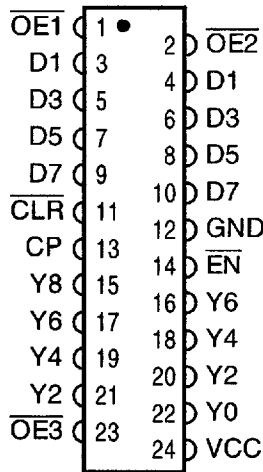 OE1 1
2 OE2
D1 3
4 D1
D3 5
6 D3
D5 7
8 D5
D7 9
10 D7
CLR 11
12 GND
CP 13
14 EN
Y8 15
16 Y6
Y6 17
18 Y4
Y4 19
20 Y2
Y2 21
22 Y0
OE3 23
24 VCC